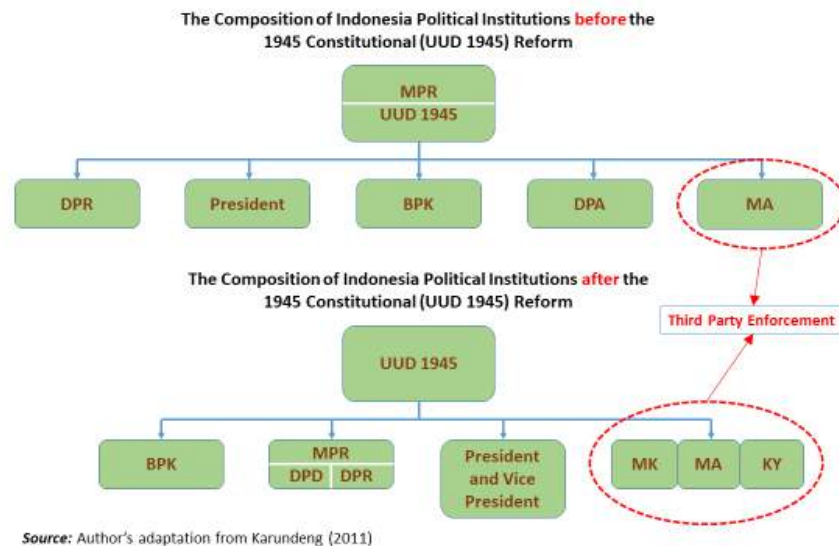 The Composition of Indonesia Political Institutions before the
1945 Constitutional (UUD 1945) Reform
MPR
UUD 1945
DPR
President
BPK
DPA
MA
The Composition of Indonesia Political Institutions after the
1945 Constitutional (UUD 1945) Reform
Third Party Enforcement
UUD 1945
BPK
MPR
DPD
DPR
President
and Vice
President
MK
MA
KY
Source: Author's adaptation from Karundeng (2011)